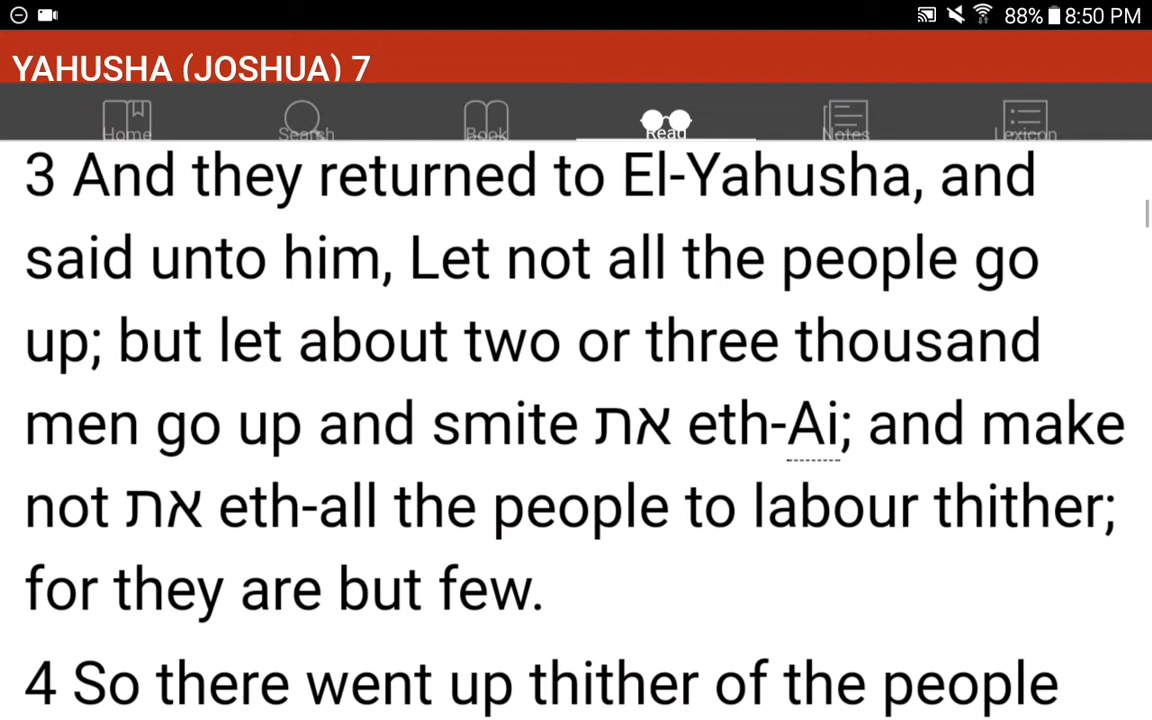 88% 8:50 PM
YAHUSHA (JOSHUA) 7
Home Search Book Read Notes Lexicon
3 And they returned to El-Yahusha, and
said unto him, Let not all the people go
up; but let about two or three thousand
men go up and smite את eth-Ai; and make
not את eth-all the people to labour thither;
for they are but few.
4 So there went up thither of the people